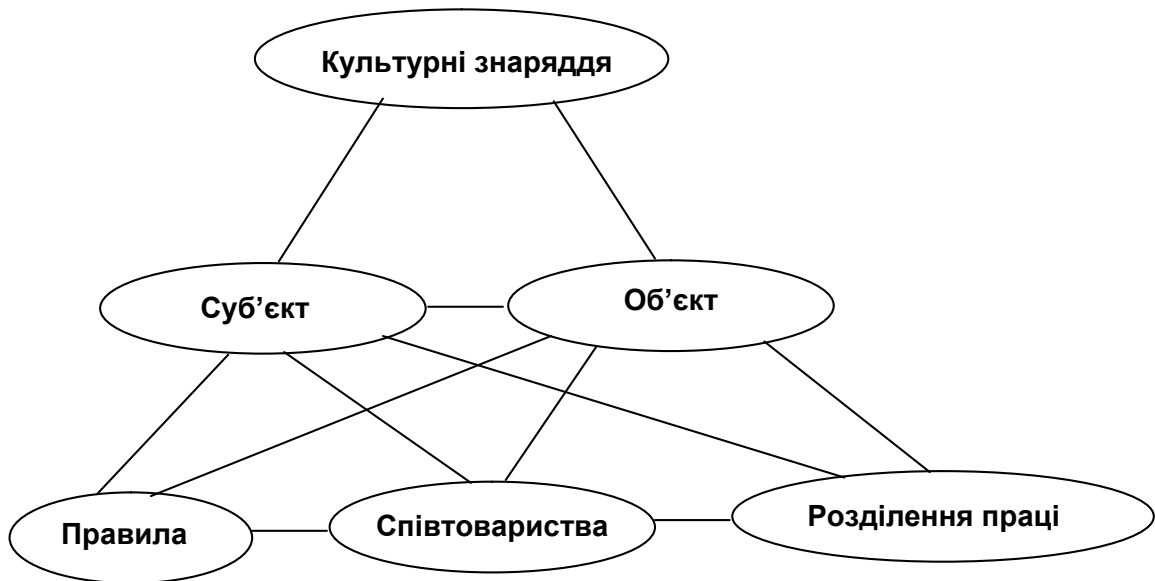 Культурні знаряддя
Суб’єкт
Об’єкт
Правила
Співтовариства
Розділення праці